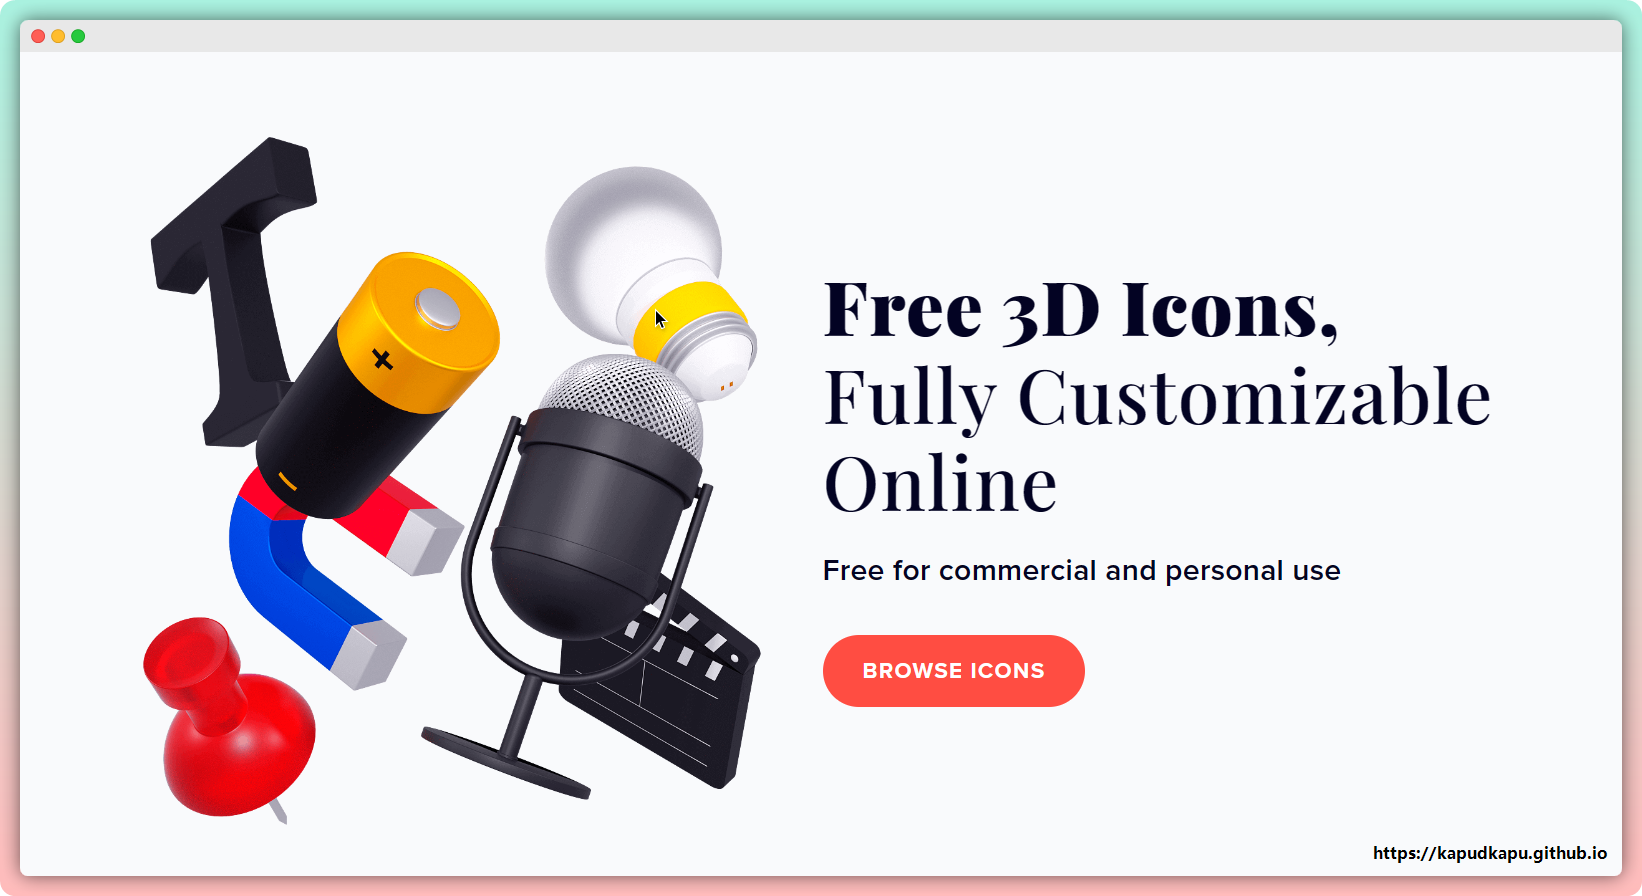 Free 3D Icons,
Fully Customizable
Online
Free for commercial and personal use
BROWSE ICONS
https://kapudkapu.github.io